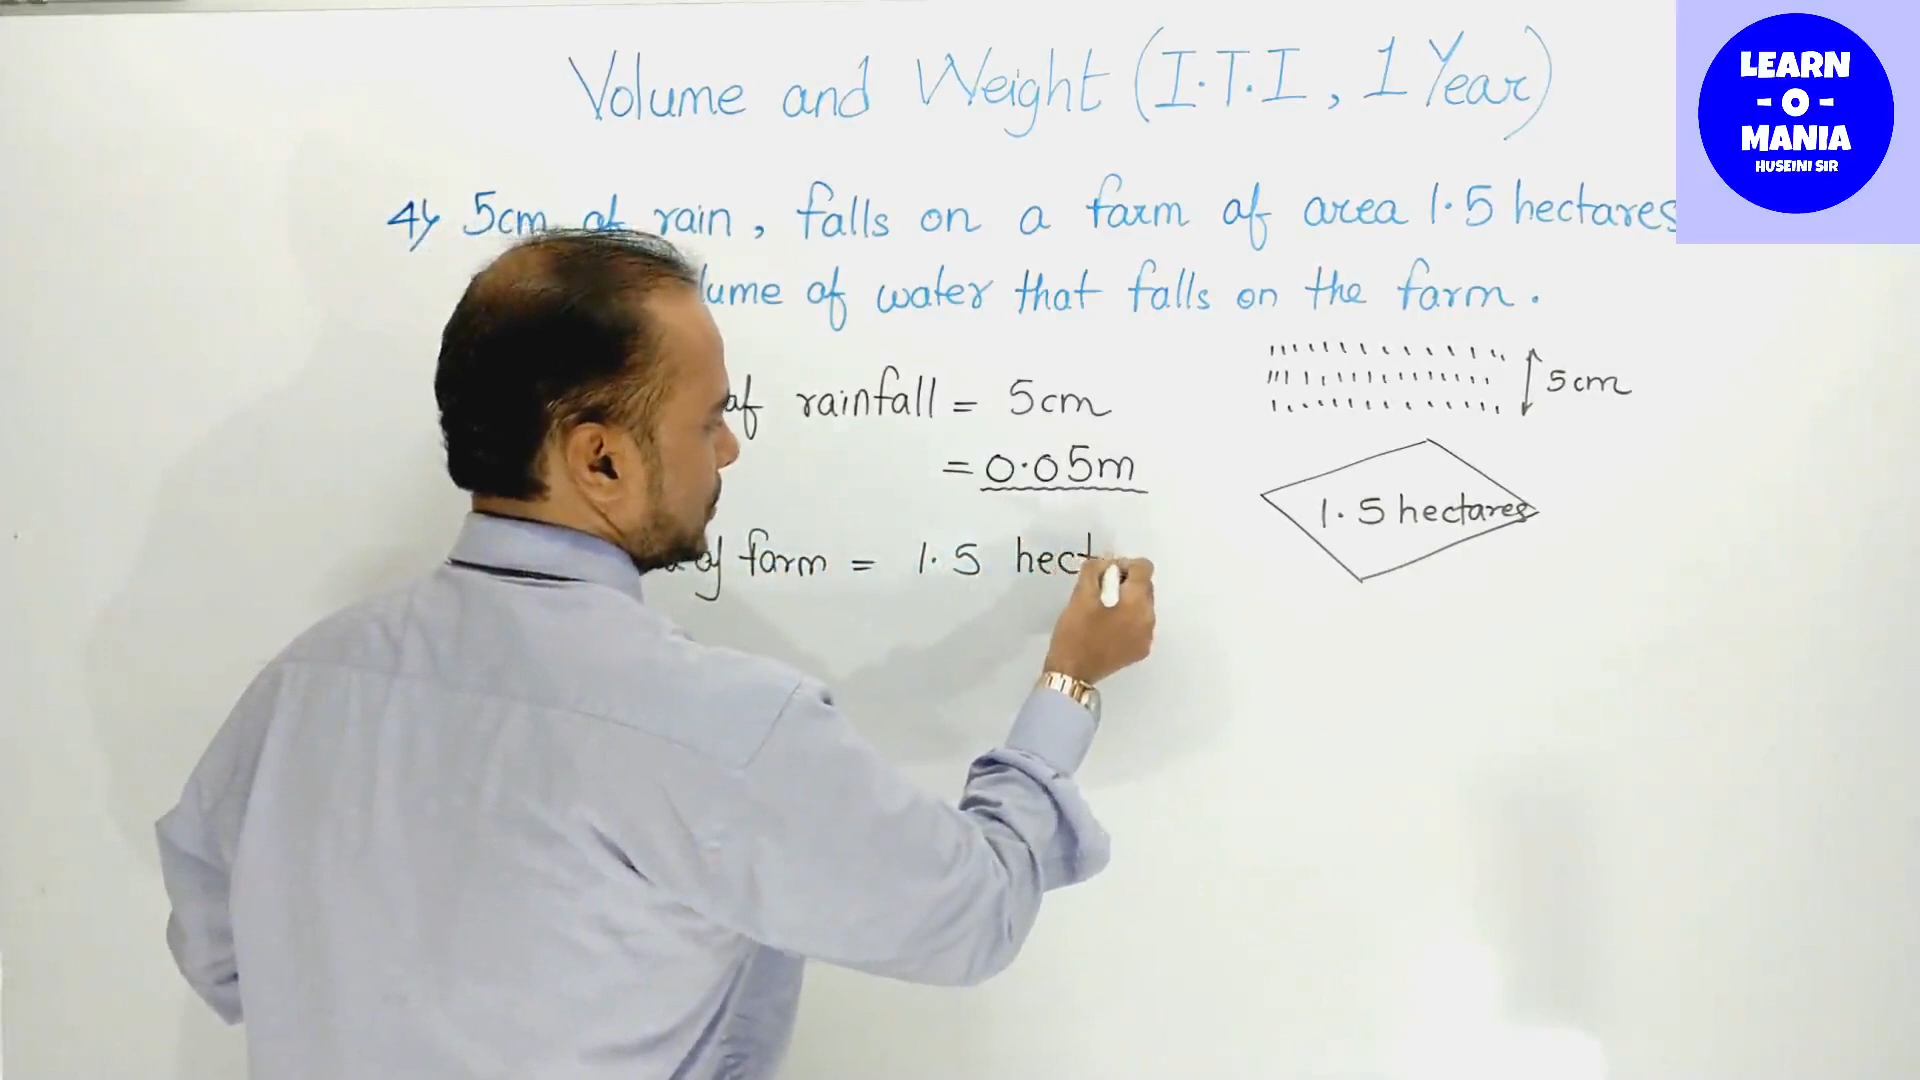 Volume and Weight (I.T.I, 1 Year)
LEARN
- O -
MANIA
HUSEINI SIR
4) 5cm of rain, falls on a farm of area 1.5 hectares
of water that falls on the farm.
of rainfall = 5cm
= 0.05m
5cm
1.5 hectares
of farm = 1.5 hect